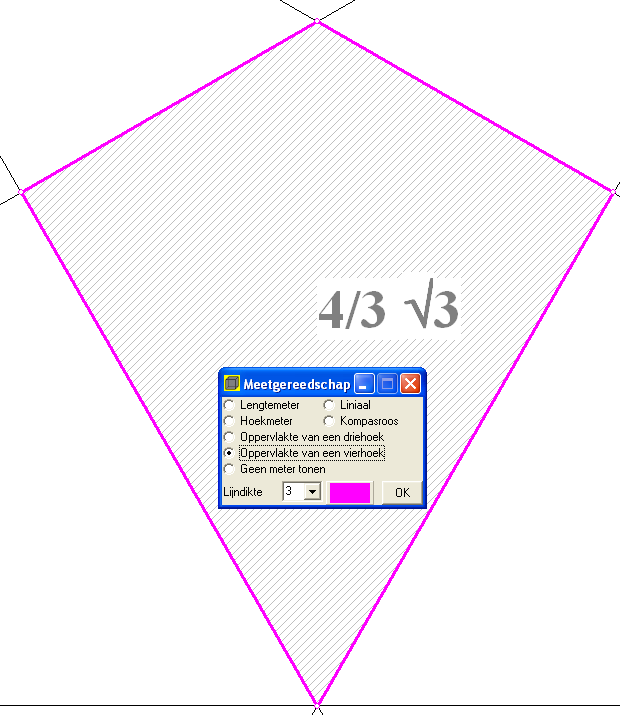 4/3 √3
Meetgereedschap
Lengtemeter Liniaal
Hoekmeter Kompasroos
Oppervlakte van een driehoek
Oppervlakte van een vierhoek
Geen meter tonen
Lijndikte 3 OK